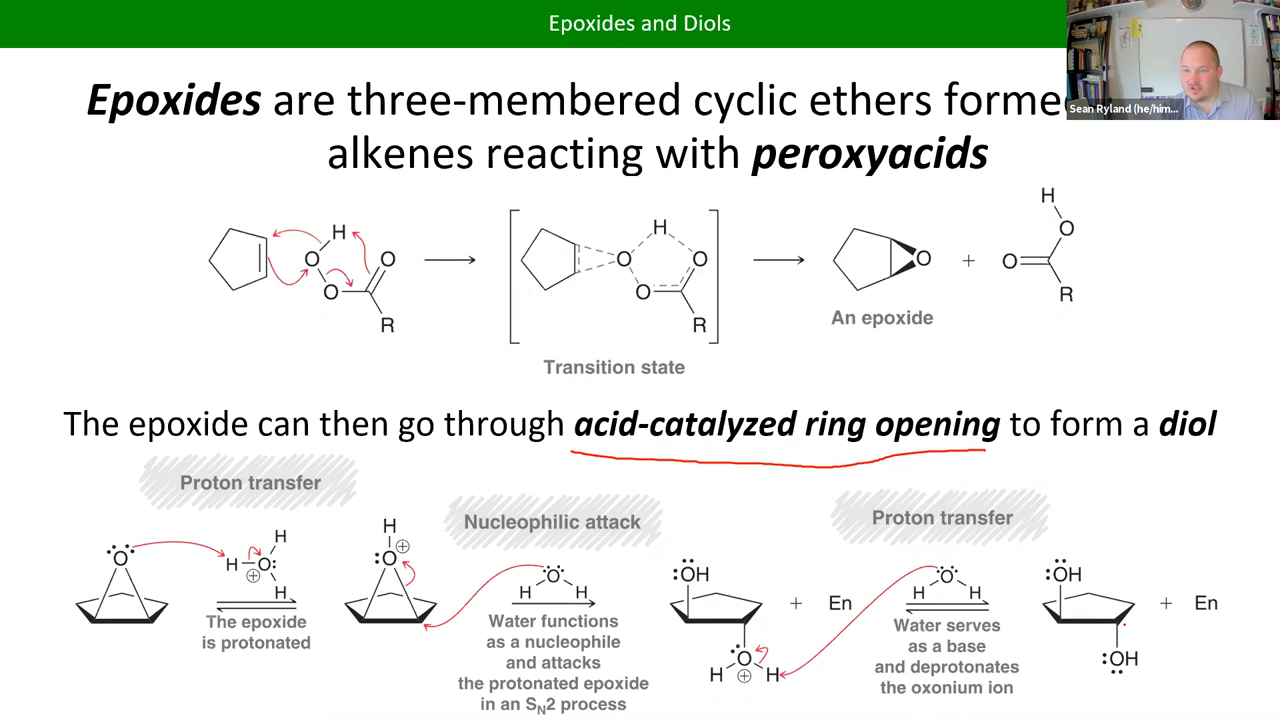 Epoxides and Diols
Sean Ryland (he/him...
Epoxides are three-membered cyclic ethers forme
alkenes reacting with peroxyacids
H
O
O
O
R
H
O
O
O
R
Transition state
O
An epoxide
+
H
O
O
R
The epoxide can then go through acid-catalyzed ring opening to form a diol
Proton transfer
Nucleophilic attack
Proton transfer
O
H
H
O:
⊕
H
The epoxide
is protonated
H
:O
⊕
O
H H
Water functions
as a nucleophile
and attacks
the protonated epoxide
in an SN2 process
:OH
O
H ⊕ H
+ En
O
H H
Water serves
as a base
and deprotonates
the oxonium ion
:OH
:OH
+ En